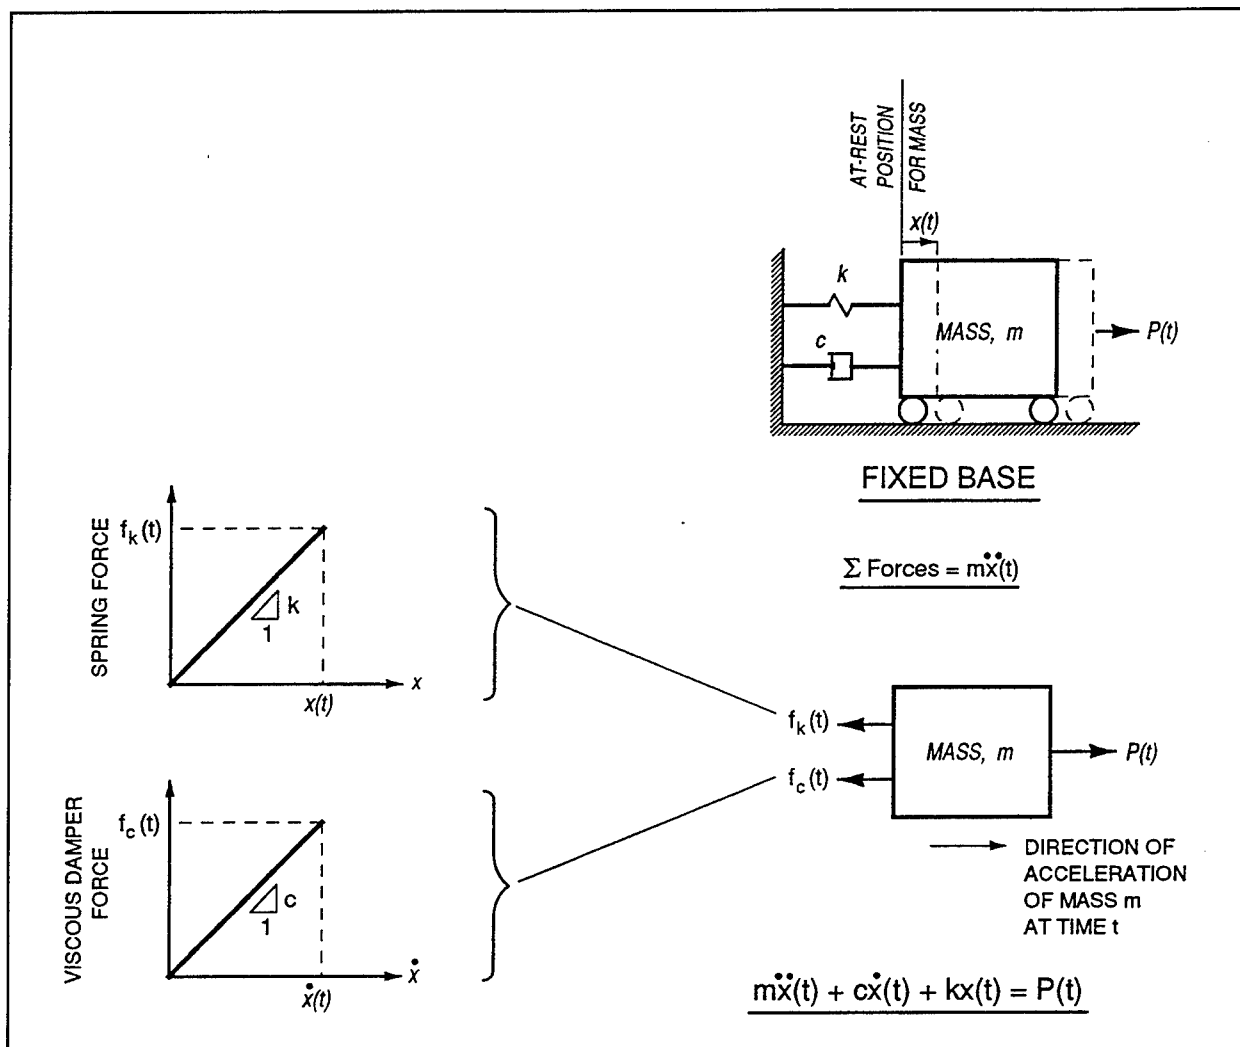 AT-REST
POSITION
FOR MASS
x(t)
k
c
MASS, m
P(t)
FIXED BASE
Σ Forces = mẍ(t)
SPRING FORCE
f_k(t)
k
1
x
x(t)
f_k(t)
f_c(t)
MASS, m
P(t)
DIRECTION OF
ACCELERATION
OF MASS m
AT TIME t
VISCOUS DAMPER
FORCE
f_c(t)
c
1
ẋ
ẋ(t)
mẍ(t) + cẋ(t) + kx(t) = P(t)